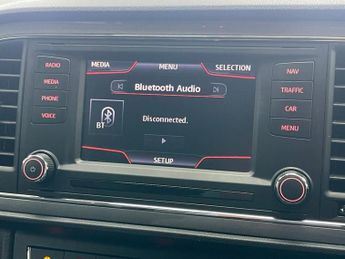 RADIO
MEDIA
PHONE
VOICE
MEDIA
MENU
SELECTION
Bluetooth Audio
BT
Disconnected.
SETUP
NAV
TRAFFIC
CAR
MENU